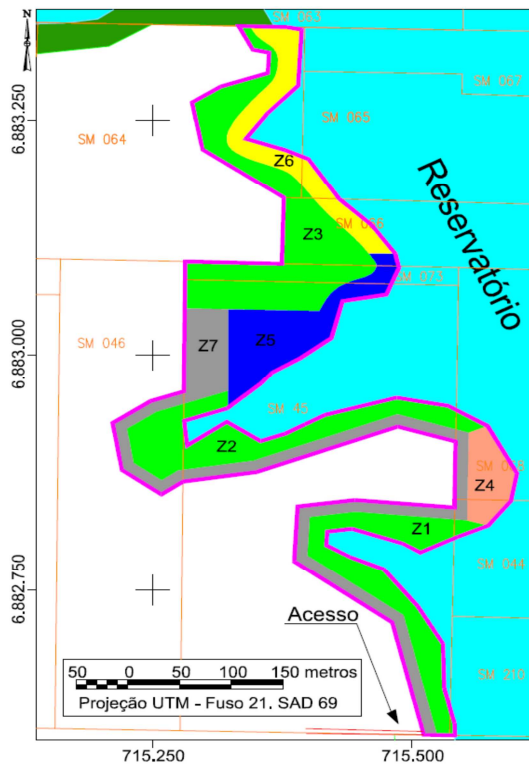 N
SM 063
SM 067
6.883.250
SM 065
SM 064
Z6
Reservatório
Z3
SM 073
6.883.000
SM 046
Z7
Z5
SM 45
Z2
Z4
Z1
SM 044
6.882.750
Acesso
SM 210
50 0 50 100 150 metros
Projeção UTM - Fuso 21. SAD 69
715.250
715.500